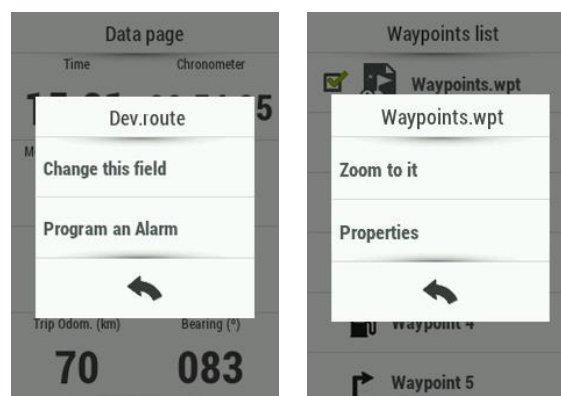 Data page
Time Chronometer
5
Dev.route
Change this field
Program an Alarm
Trip Odom. (km) Bearing (º)
70 083
Waypoints list
Waypoints.wpt
Waypoints.wpt
Zoom to it
Properties
Waypoint 4
Waypoint 5